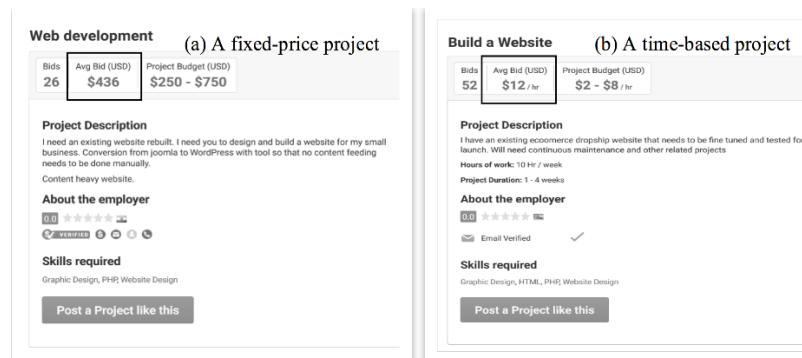 Web development
(a) A fixed-price project
Bids
Avg Bid (USD)
Project Budget (USD)
26
$436
$250 - $750
Project Description
I need an existing website rebuilt. I need you to design and build a website for my small
business. Conversion from joomla to WordPress with tool so that no content feeding
needs to be done manually.
Content heavy website.
About the employer
0.0
VERIFIED
Skills required
Graphic Design, PHP, Website Design
Post a Project like this
Build a Website
(b) A time-based project
Bids
Avg Bid (USD)
Project Budget (USD)
52
$12 / hr
$2 - $8 / hr
Project Description
I have an existing ecoomerce dropship website that needs to be fine tuned and tested fo
launch. Will need continuous maintenance and other related projects
Hours of work: 10 Hr / week
Project Duration: 1 - 4 weeks
About the employer
0.0
Email Verified
Skills required
Graphic Design, HTML, PHP, Website Design
Post a Project like this